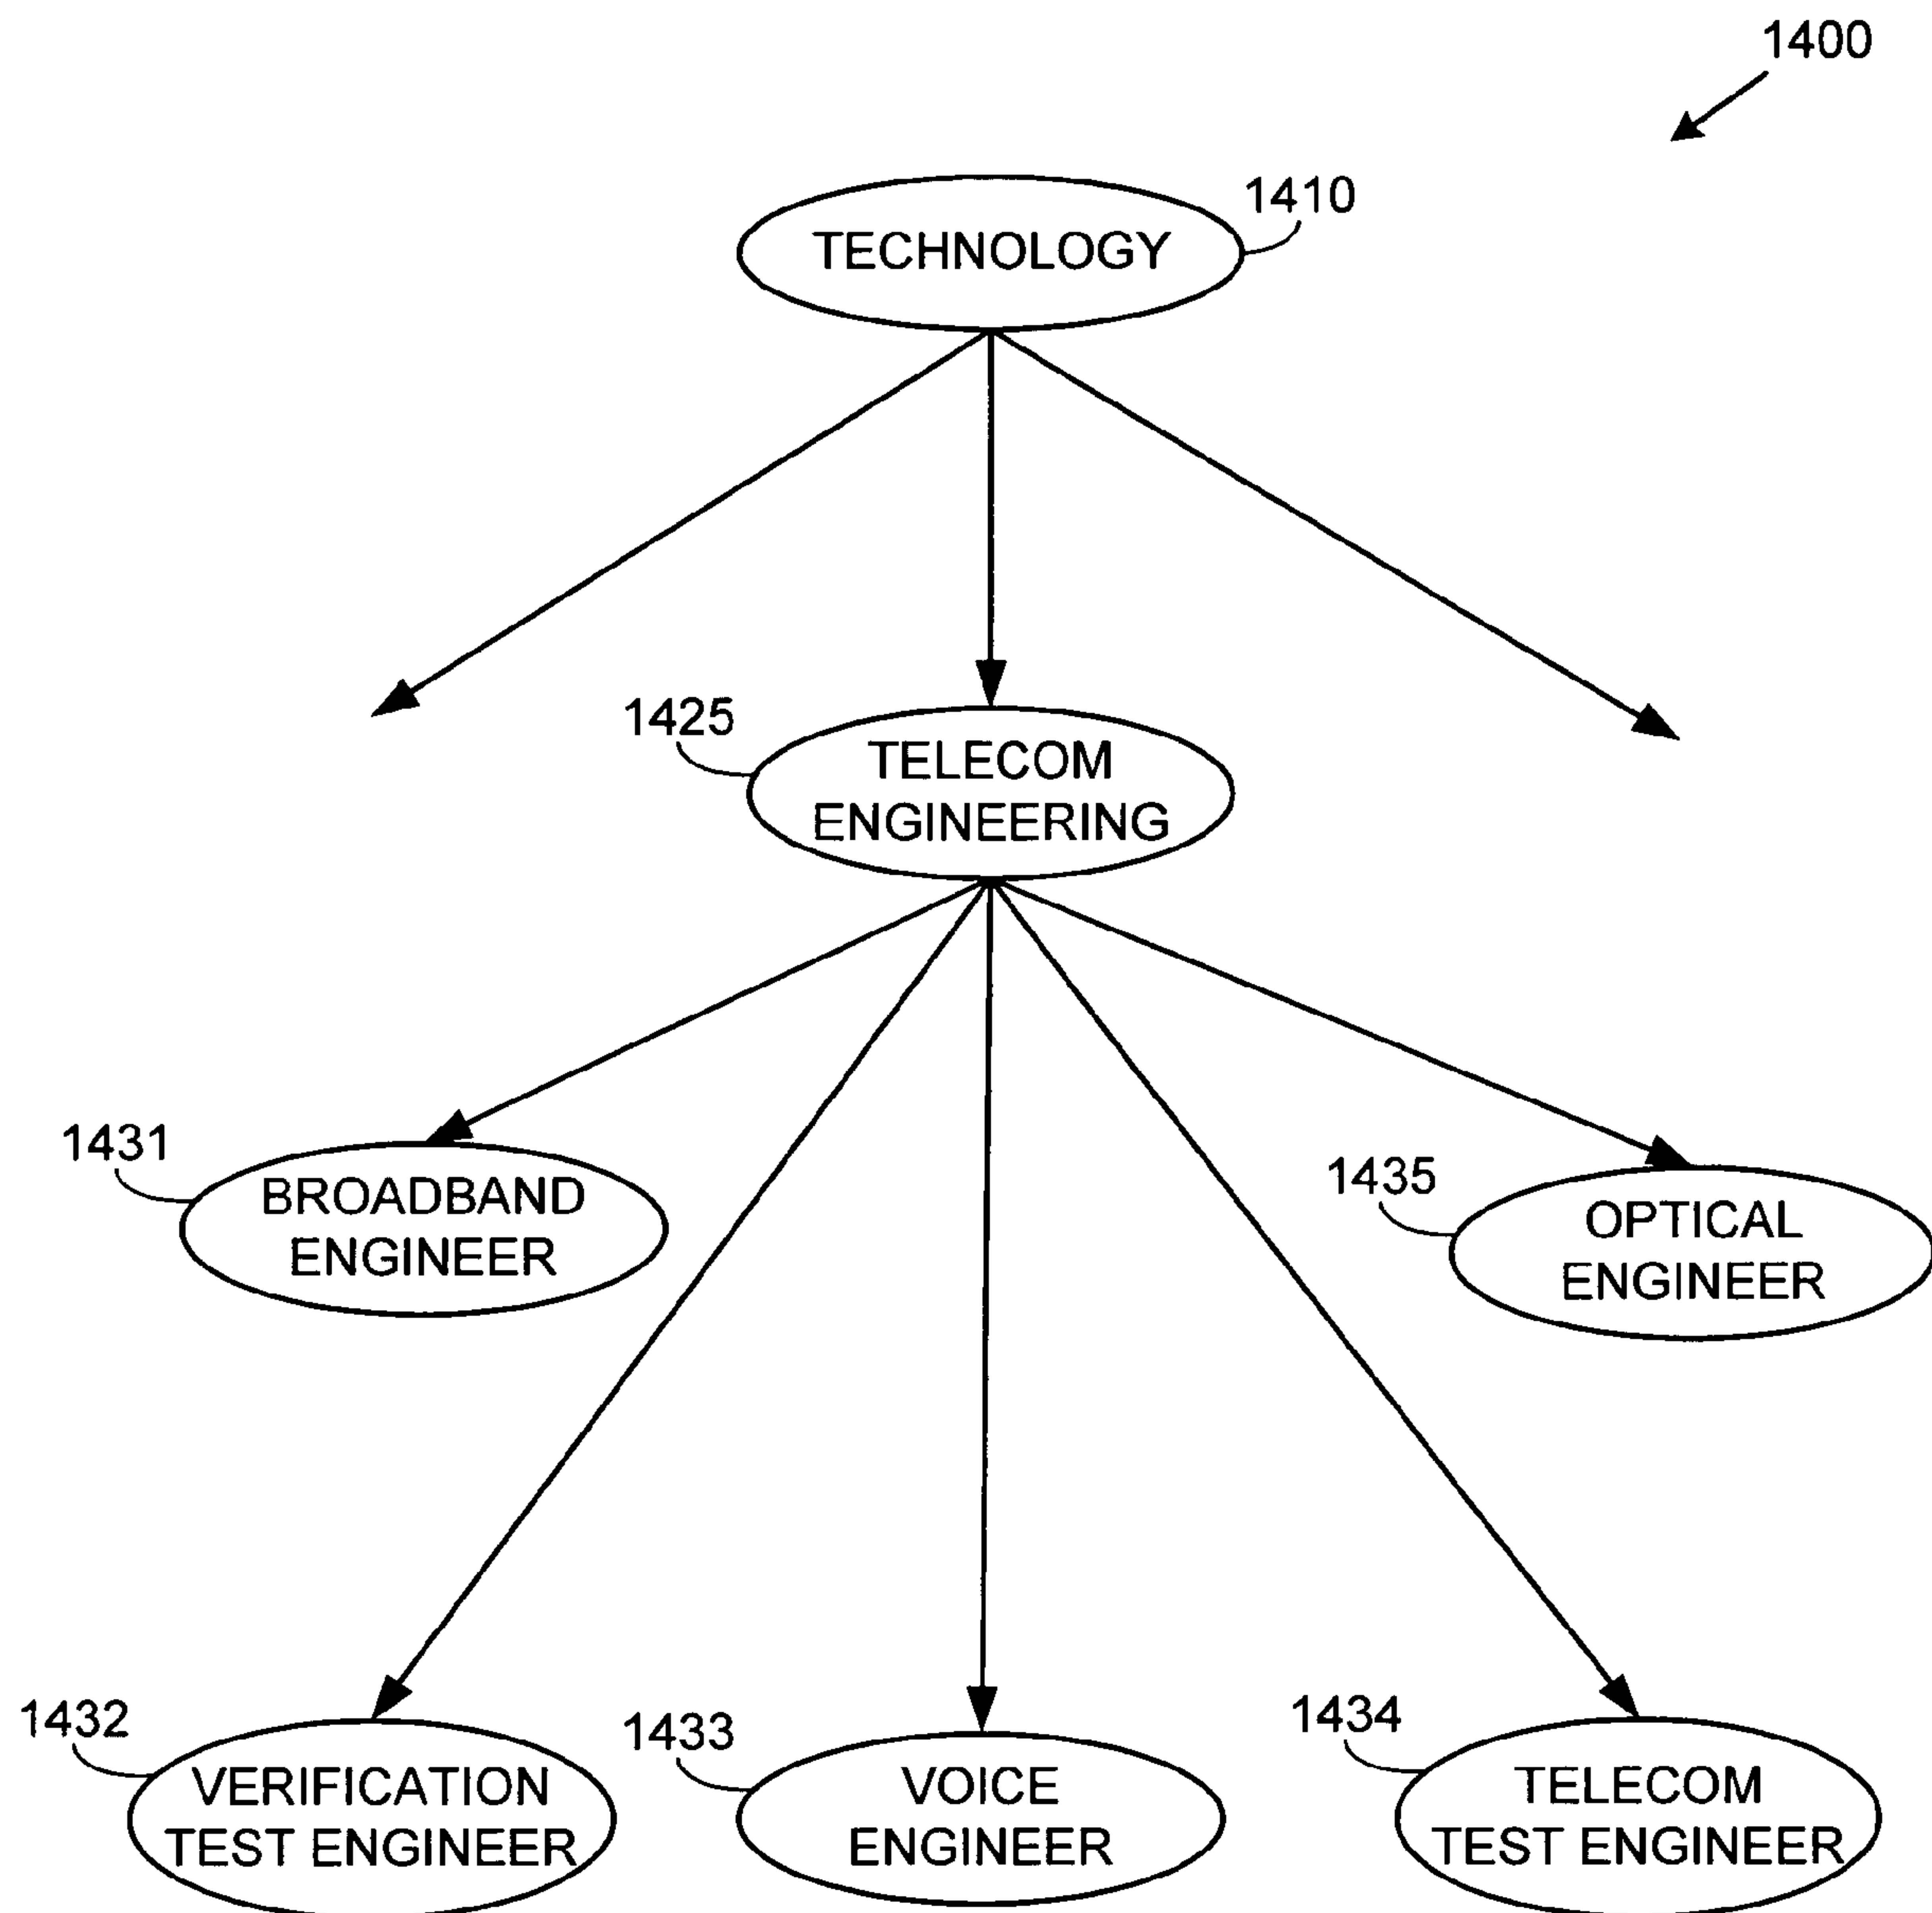 1400
1410
TECHNOLOGY
1425
TELECOM
ENGINEERING
1431
BROADBAND
ENGINEER
1435
OPTICAL
ENGINEER
1432
VERIFICATION
TEST ENGINEER
1433
VOICE
ENGINEER
1434
TELECOM
TEST ENGINEER